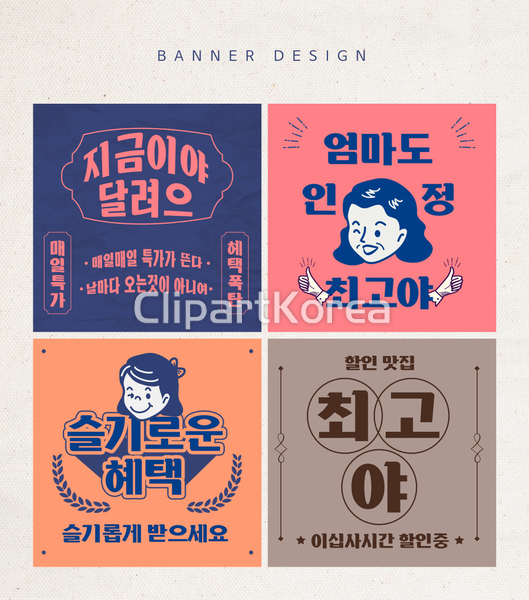 BANNER DESIGN
지금이야
달려으
매일특가
• 매일매일 특가가 뜬다 •
• 날마다 오는것이 아니여 •
혜택폭탄
엄마도
인정
최고야
ClipartKorea
슬기로운
혜택
슬기롭게 받으세요
할인 맛집
최고
야
★ 이십사시간 할인중 ★